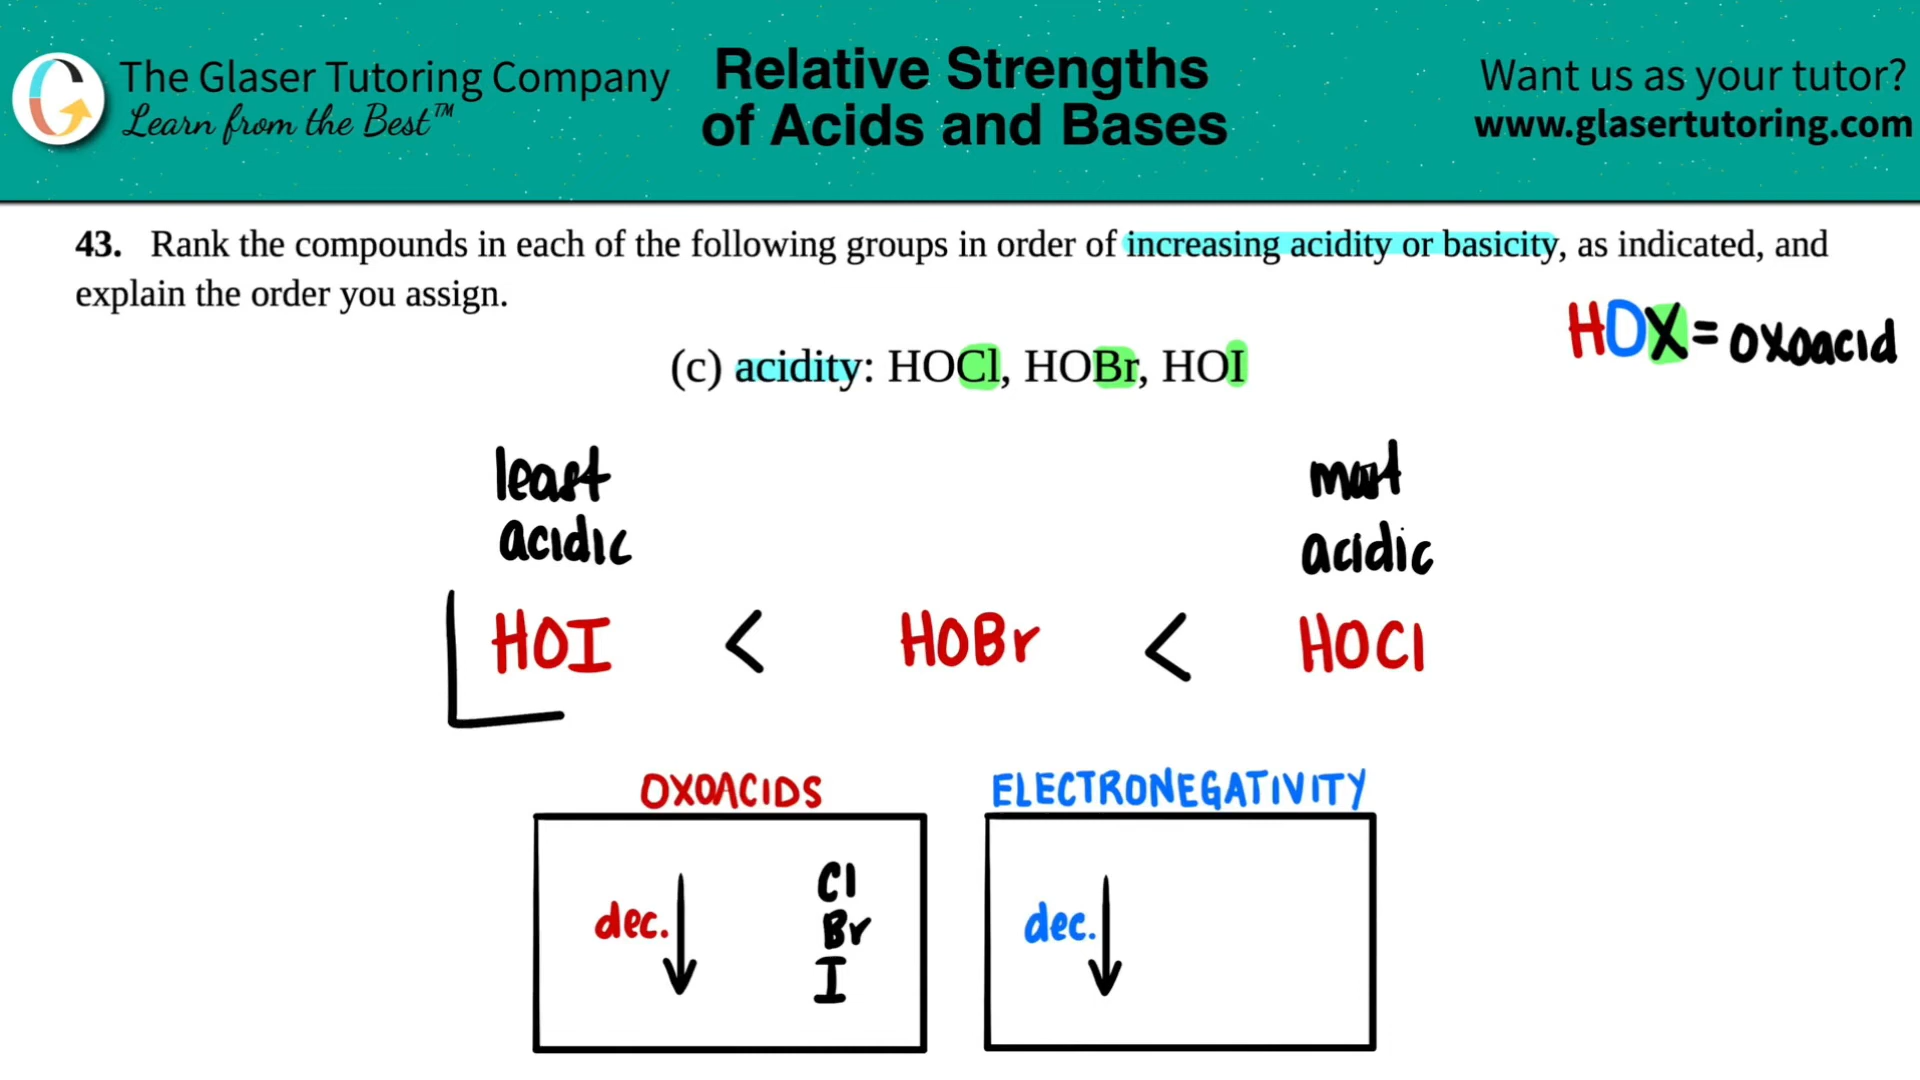 The Glaser Tutoring Company
Learn from the Best™
Relative Strengths
of Acids and Bases
Want us as your tutor?
www.glasertutoring.com
43. Rank the compounds in each of the following groups in order of increasing acidity or basicity, as indicated, and
explain the order you assign.
HOX = oxoacid
(c) acidity: HOCl, HOBr, HOI
least
acidic
most
acidic
HOI < HOBr < HOCl
OXOACIDS
dec.
Cl
Br
I
ELECTRONEGATIVITY
dec.